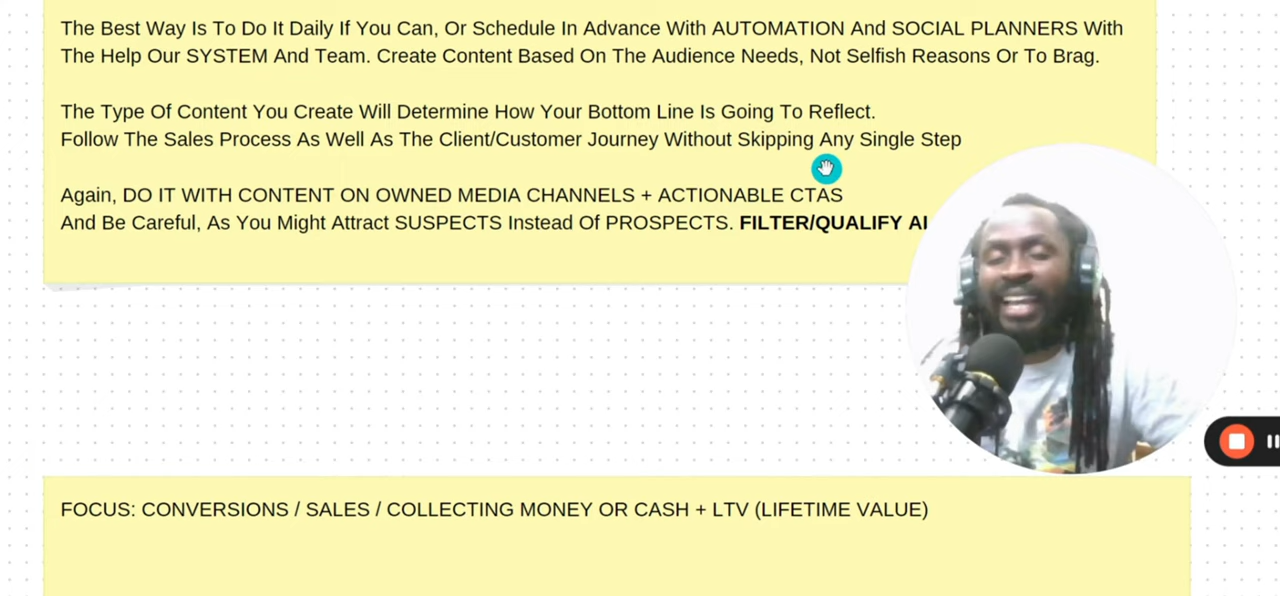 The Best Way Is To Do It Daily If You Can, Or Schedule In Advance With AUTOMATION And SOCIAL PLANNERS With
The Help Our SYSTEM And Team. Create Content Based On The Audience Needs, Not Selfish Reasons Or To Brag.
The Type Of Content You Create Will Determine How Your Bottom Line Is Going To Reflect.
Follow The Sales Process As Well As The Client/Customer Journey Without Skipping Any Single Step
Again, DO IT WITH CONTENT ON OWNED MEDIA CHANNELS + ACTIONABLE CTAS
And Be Careful, As You Might Attract SUSPECTS Instead Of PROSPECTS. FILTER/QUALIFY
FOCUS: CONVERSIONS / SALES / COLLECTING MONEY OR CASH + LTV (LIFETIME VALUE)